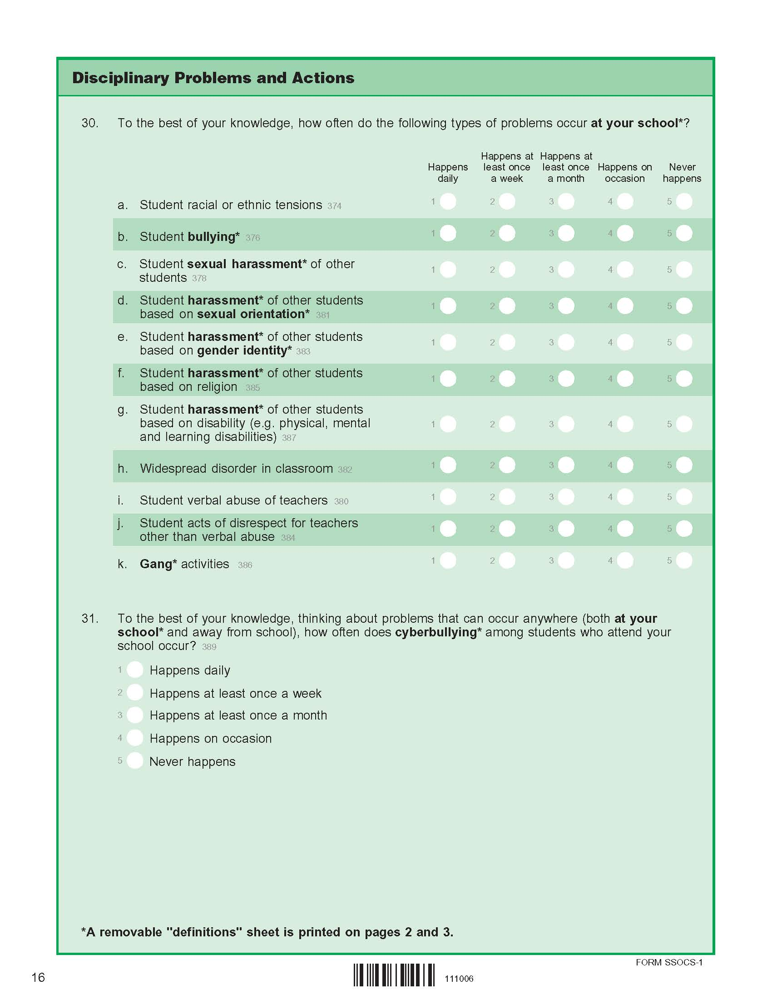 Disciplinary Problems and Actions
30. To the best of your knowledge, how often do the following types of problems occur at your school*?
Happens at Happens at
Happens least once least once Happens on Never
daily a week a month occasion happens
a. Student racial or ethnic tensions 374 1 2 3 4 5
b. Student bullying* 376 1 2 3 4 5
c. Student sexual harassment* of other
students 378 1 2 3 4 5
d. Student harassment* of other students
based on sexual orientation* 381 1 2 3 4 5
e. Student harassment* of other students
based on gender identity* 383 1 2 3 4 5
f. Student harassment* of other students
based on religion 385 1 2 3 4 5
g. Student harassment* of other students
based on disability (e.g. physical, mental 1 2 3 4 5
and learning disabilities) 387
h. Widespread disorder in classroom 382 1 2 3 4 5
i. Student verbal abuse of teachers 380 1 2 3 4 5
j. Student acts of disrespect for teachers
other than verbal abuse 384 1 2 3 4 5
k. Gang* activities 386 1 2 3 4 5
31. To the best of your knowledge, thinking about problems that can occur anywhere (both at your
school* and away from school), how often does cyberbullying* among students who attend your
school occur? 389
1 Happens daily
2 Happens at least once a week
3 Happens at least once a month
4 Happens on occasion
5 Never happens
*A removable "definitions" sheet is printed on pages 2 and 3.
FORM SSOCS-1
16
111006